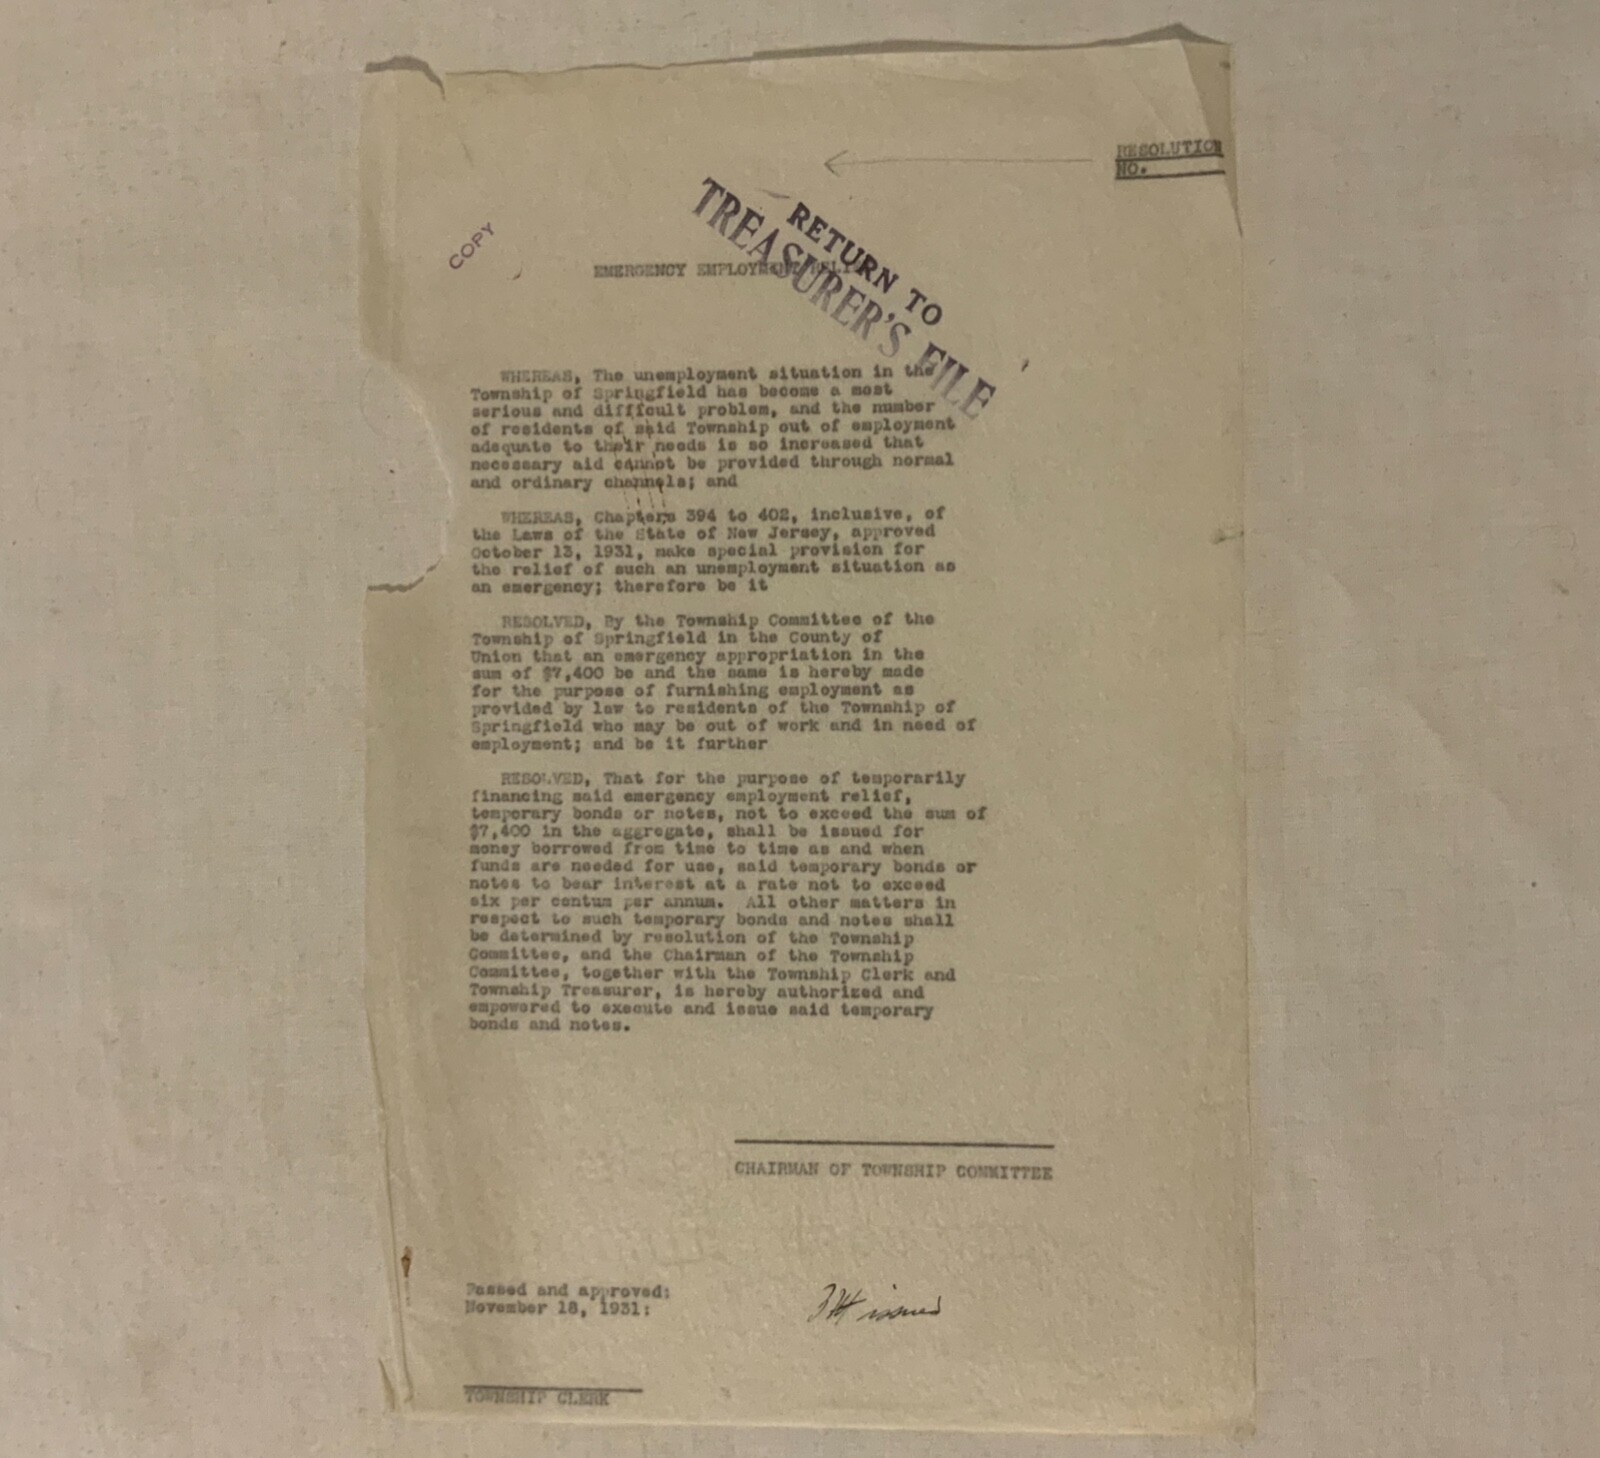 RESOLUTION
NO.
COPY
RETURN TO
TREASURER'S FILE
EMERGENCY EMPLOYMENT RELIEF
WHEREAS, The unemployment situation in the
Township of Springfield has become a most
serious and difficult problem, and the number
of residents of said Township out of employment
adequate to their needs is so increased that
necessary aid cannot be provided through normal
and ordinary channels; and
WHEREAS, Chapters 394 to 402, inclusive, of
the Laws of the State of New Jersey, approved
October 13, 1931, make special provision for
the relief of such an unemployment situation as
an emergency; therefore be it
RESOLVED, By the Township Committee of the
Township of Springfield in the County of
Union that an emergency appropriation in the
sum of $7,400 be and the same is hereby made
for the purpose of furnishing employment as
provided by law to residents of the Township of
Springfield who may be out of work and in need of
employment; and be it further
RESOLVED, That for the purpose of temporarily
financing said emergency employment relief,
temporary bonds or notes, not to exceed the sum of
$7,400 in the aggregate, shall be issued for
money borrowed from time to time as and when
funds are needed for use, said temporary bonds or
notes to bear interest at a rate not to exceed
six per centum per annum. All other matters in
respect to such temporary bonds and notes shall
be determined by resolution of the Township
Committee, and the Chairman of the Township
Committee, together with the Township Clerk and
Township Treasurer, is hereby authorized and
empowered to execute and issue said temporary
bonds and notes.
CHAIRMAN OF TOWNSHIP COMMITTEE
Passed and approved:
November 18, 1931:
issued
TOWNSHIP CLERK